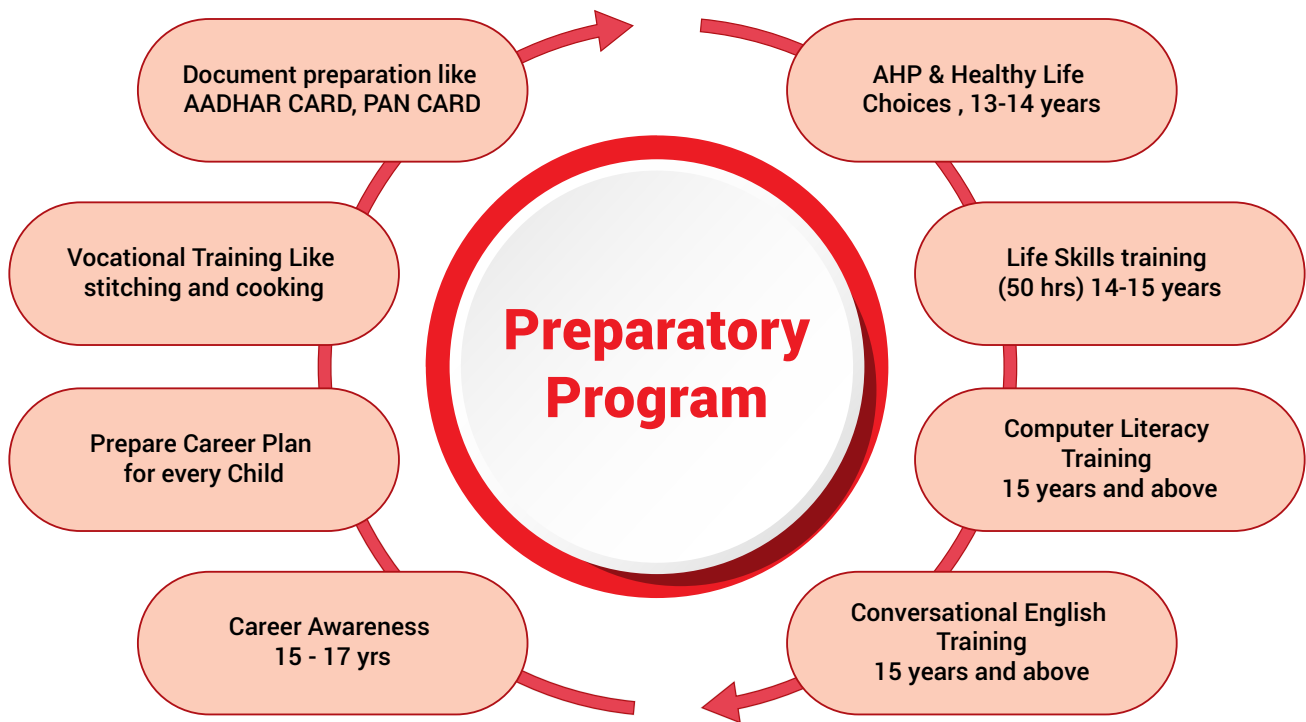 Preparatory
Program
AHP & Healthy Life
Choices , 13-14 years
Life Skills training
(50 hrs) 14-15 years
Computer Literacy
Training
15 years and above
Conversational English
Training
15 years and above
Career Awareness
15 - 17 yrs
Prepare Career Plan
for every Child
Vocational Training Like
stitching and cooking
Document preparation like
AADHAR CARD, PAN CARD